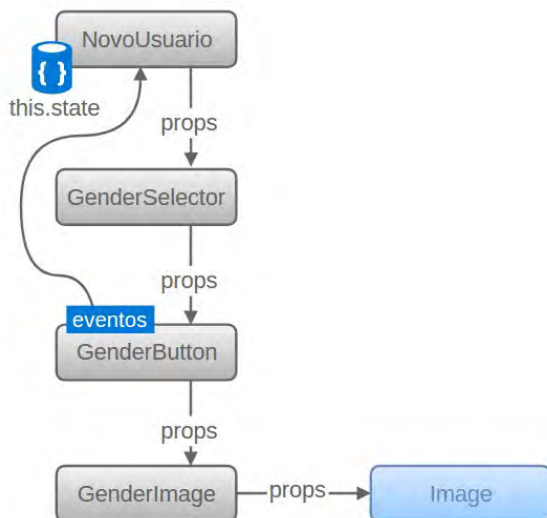 NovoUsuario
{ }
this.state
props
GenderSelector
props
eventos
GenderButton
props
GenderImage
props
Image